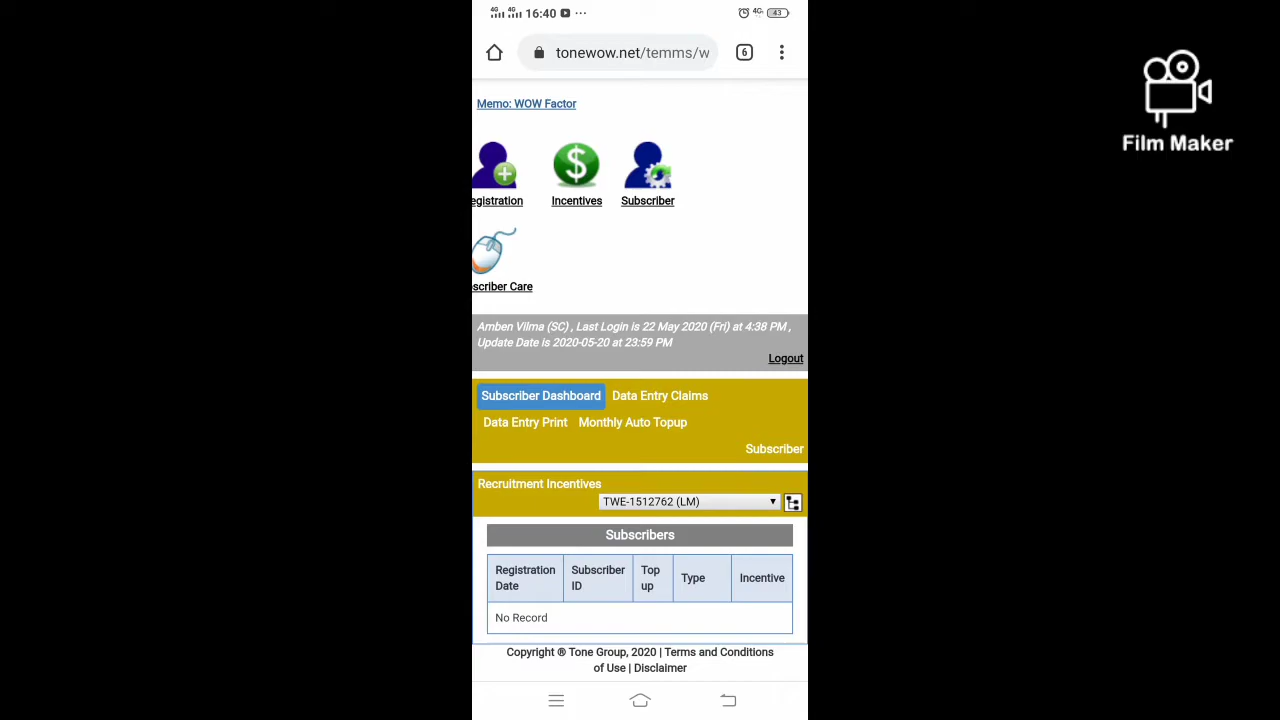 4G 4G 16:40 ··· 4G 43
tonewow.net/temms/w 6
Memo: WOW Factor
Film Maker
egistration Incentives Subscriber
scriber Care
Amben Vilma (SC) , Last Login is 22 May 2020 (Fri) at 4:38 PM ,
Update Date is 2020-05-20 at 23:59 PM
Logout
Subscriber Dashboard Data Entry Claims
Data Entry Print Monthly Auto Topup
Subscriber
Recruitment Incentives
TWE-1512762 (LM)
Subscribers
Registration Date Subscriber ID Top up Type Incentive
No Record
Copyright ® Tone Group, 2020 | Terms and Conditions
of Use | Disclaimer